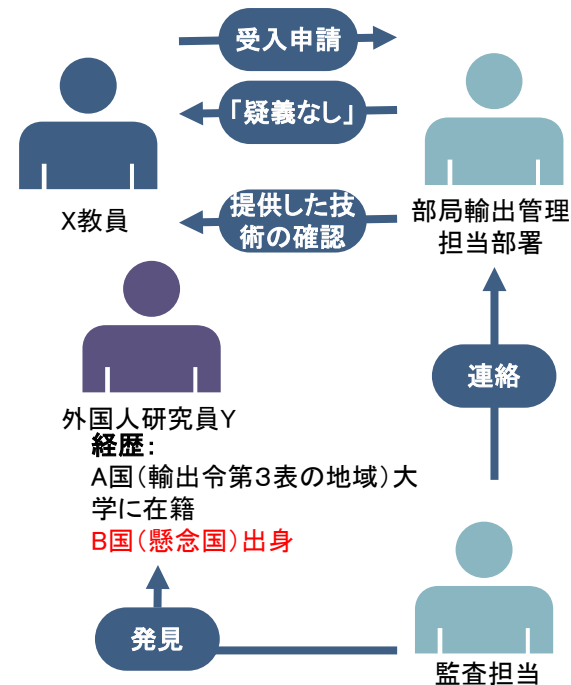 受入申請
「疑義なし」
X教員
提供した技
術の確認
部局輸出管理
担当部署
連絡
外国人研究員Y
経歴：
A国（輸出令第３表の地域）大
学に在籍
B国（懸念国）出身
発見
監査担当